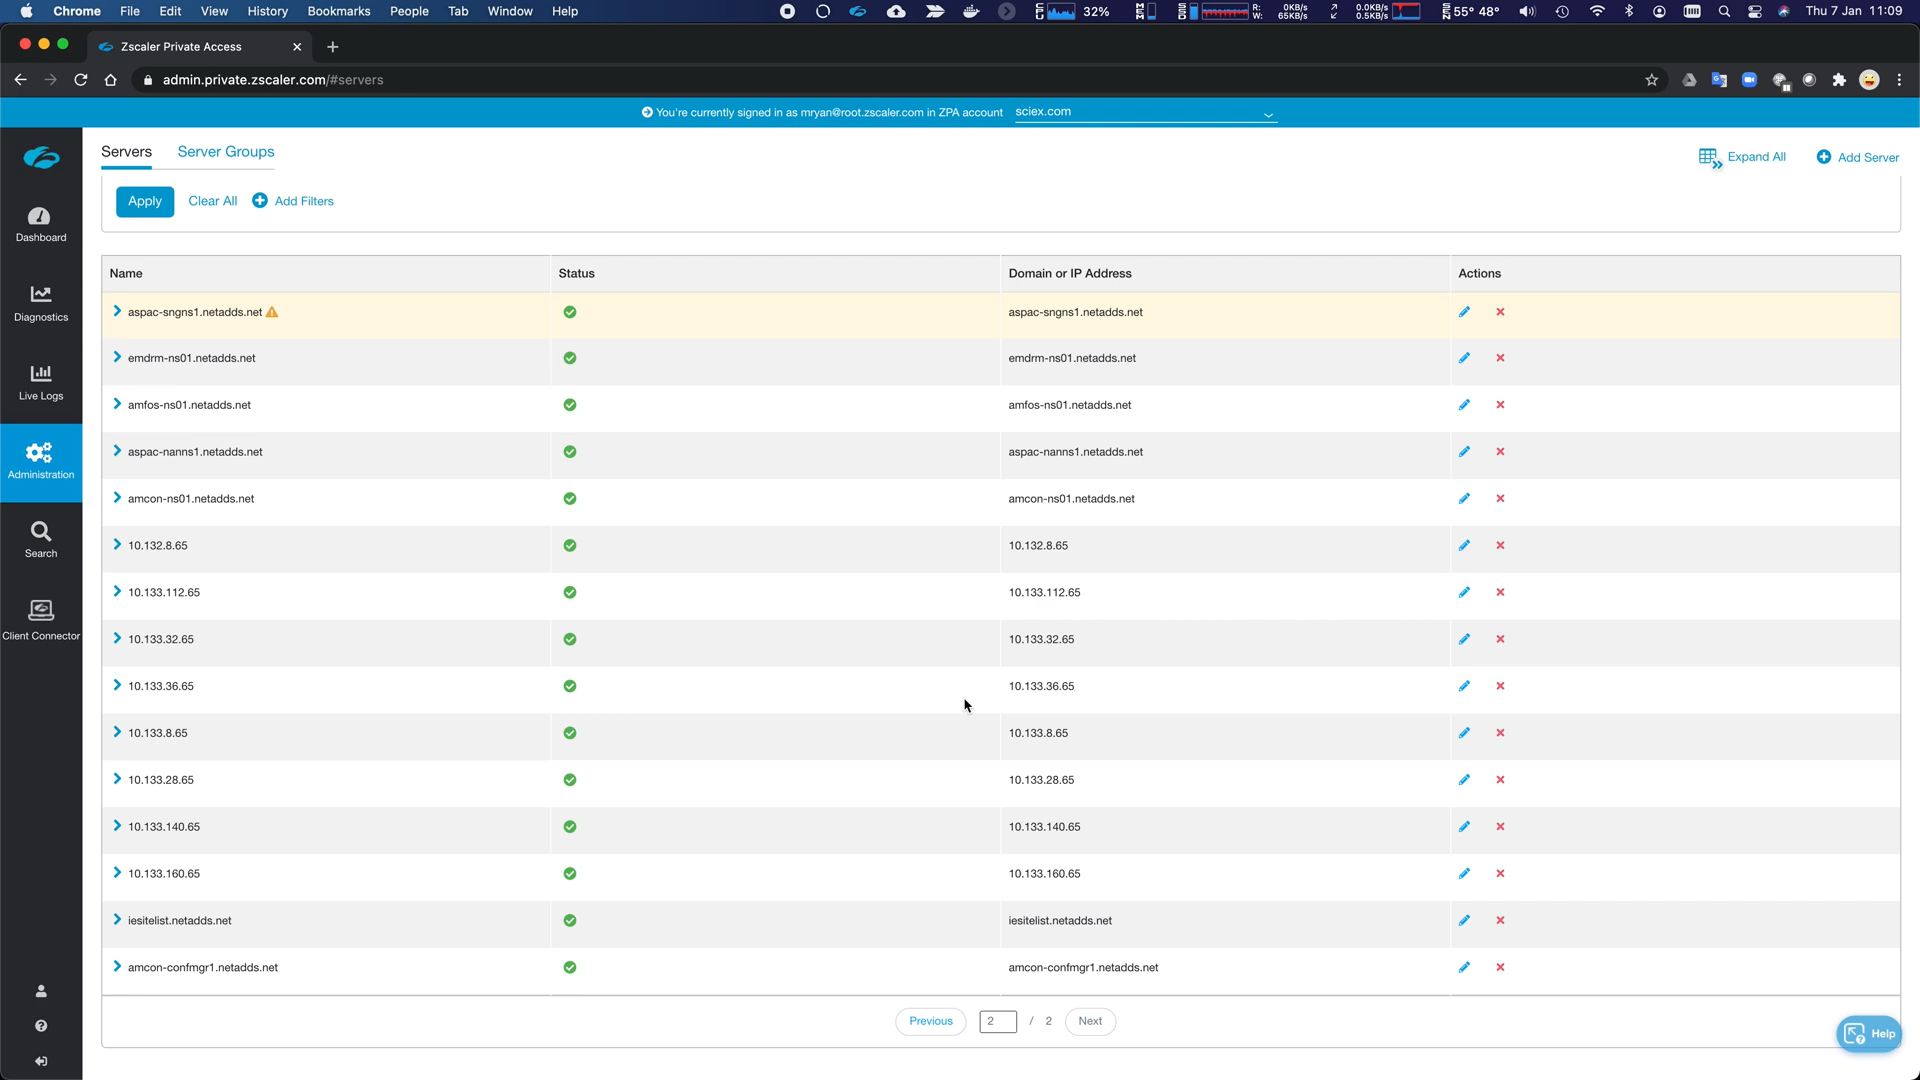 Chrome File Edit View History Bookmarks People Tab Window Help 32% R: W: 0KB/s 65KB/s 0.0KB/s 0.5KB/s 55° 48° Thu 7 Jan 11:09
Zscaler Private Access
admin.private.zscaler.com/#servers
You're currently signed in as mryan@root.zscaler.com in ZPA account sciex.com
Servers Server Groups Expand All Add Server
Apply Clear All Add Filters
Dashboard
Diagnostics
Live Logs
Administration
Search
Client Connector
Name Status Domain or IP Address Actions
aspac-sngns1.netadds.net aspac-sngns1.netadds.net
emdrm-ns01.netadds.net emdrm-ns01.netadds.net
amfos-ns01.netadds.net amfos-ns01.netadds.net
aspac-nanns1.netadds.net aspac-nanns1.netadds.net
amcon-ns01.netadds.net amcon-ns01.netadds.net
10.132.8.65 10.132.8.65
10.133.112.65 10.133.112.65
10.133.32.65 10.133.32.65
10.133.36.65 10.133.36.65
10.133.8.65 10.133.8.65
10.133.28.65 10.133.28.65
10.133.140.65 10.133.140.65
10.133.160.65 10.133.160.65
iesitelist.netadds.net iesitelist.netadds.net
amcon-confmgr1.netadds.net amcon-confmgr1.netadds.net
Previous 2 / 2 Next
Help